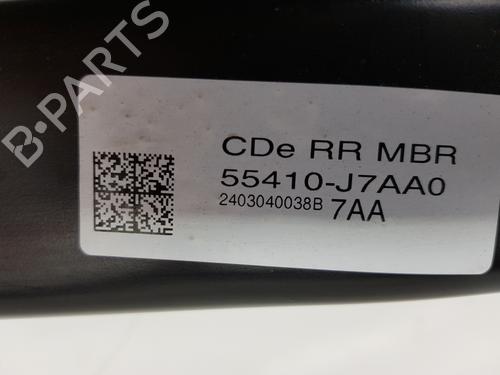 B-PARTS
CDe RR MBR
55410-J7AA0
2403040038B 7AA